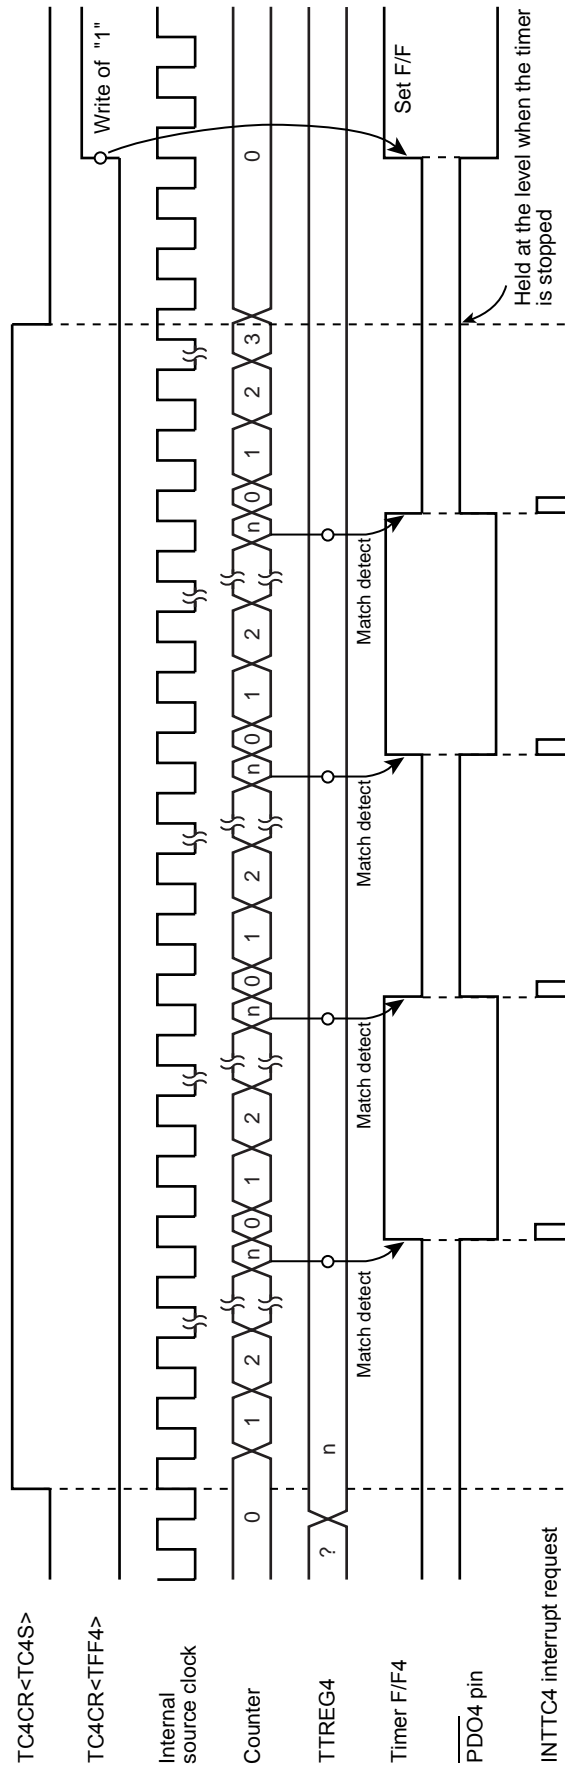 TC4CR<TC4S>
TC4CR<TFF4>
Write of "1"
Internal
source clock
Counter
0 1 2 n 0 1 2 n 0 1 2 n 0 1 2 n 0 1 2 3 0
TTREG4
? n
Match detect
Match detect
Match detect
Match detect
Timer F/F4
Set F/F
PDO4 pin
Held at the level when the timer
is stopped
INTTC4 interrupt request